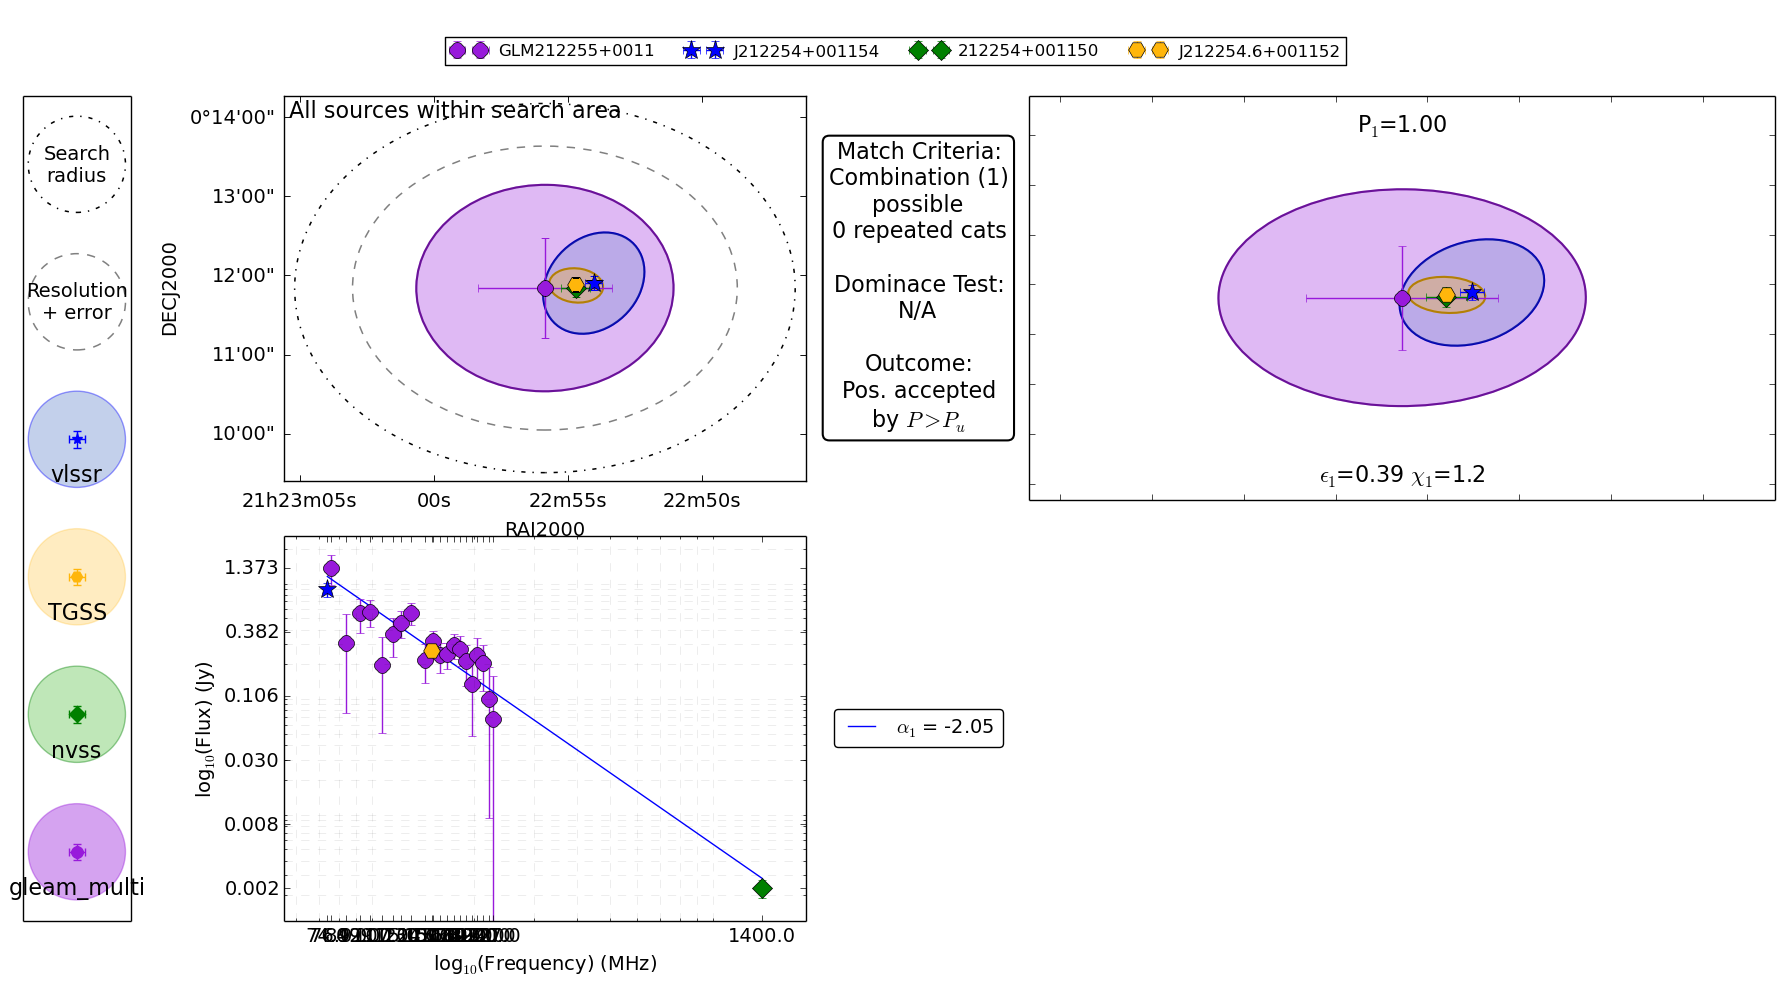 GLM212255+0011 J212254+001154 212254+001150 J212254.6+001152
Search
radius
Resolution
+ error
vlssr
TGSS
nvss
gleam_multi
All sources within search area
0°14'00"
13'00"
12'00"
11'00"
10'00"
DECJ2000
21h23m05s 00s 22m55s 22m50s
RAJ2000
Match Criteria:
Combination (1)
possible
0 repeated cats
Dominace Test:
N/A
Outcome:
Pos. accepted
by P>Pu
P1=1.00
ϵ1=0.39 χ1=1.2
1.373
0.382
0.106
0.030
0.008
0.002
log10(Flux) (Jy)
1400.0
log10(Frequency) (MHz)
α1 = -2.05